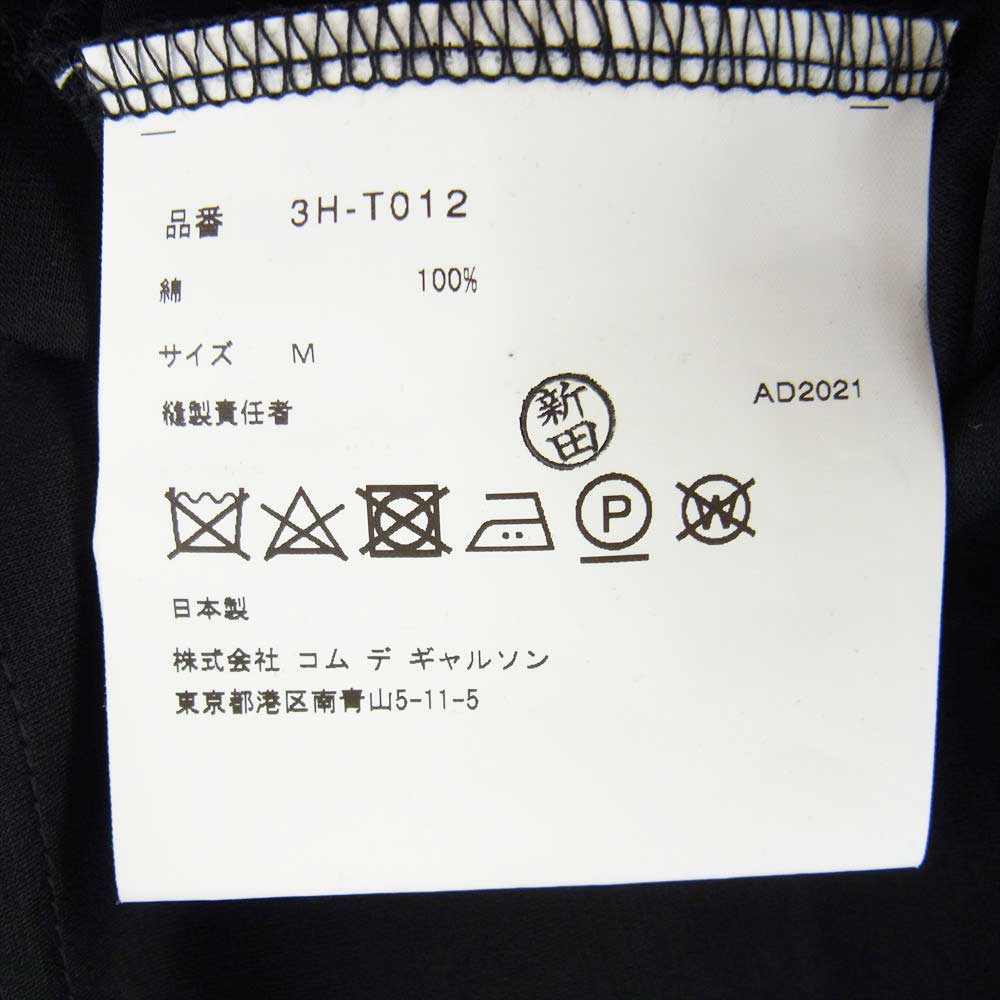 品番 3H-T012
綿 100%
サイズ M
縫製責任者 新田 AD2021
P W
日本製
株式会社 コム デ ギャルソン
東京都港区南青山5-11-5